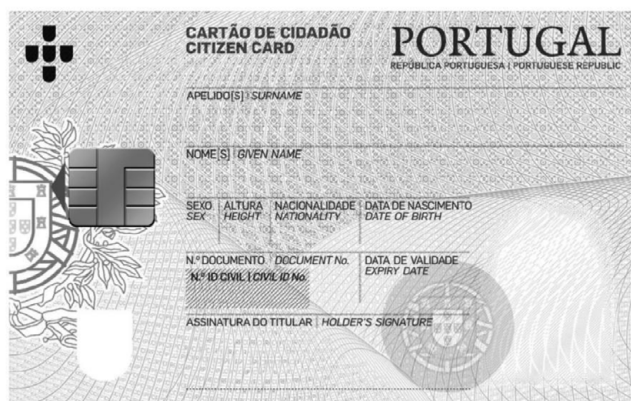 CARTÃO DE CIDADÃO
CITIZEN CARD
PORTUGAL
REPÚBLICA PORTUGUESA | PORTUGUESE REPUBLIC
APELIDO[S] | SURNAME
NOME[S] | GIVEN NAME
SEXO ALTURA NACIONALIDADE DATA DE NASCIMENTO
SEX HEIGHT NATIONALITY DATE OF BIRTH
N.º DOCUMENTO | DOCUMENT No. DATA DE VALIDADE
N.º ID CIVIL | CIVIL ID No. EXPIRY DATE
ASSINATURA DO TITULAR | HOLDER'S SIGNATURE